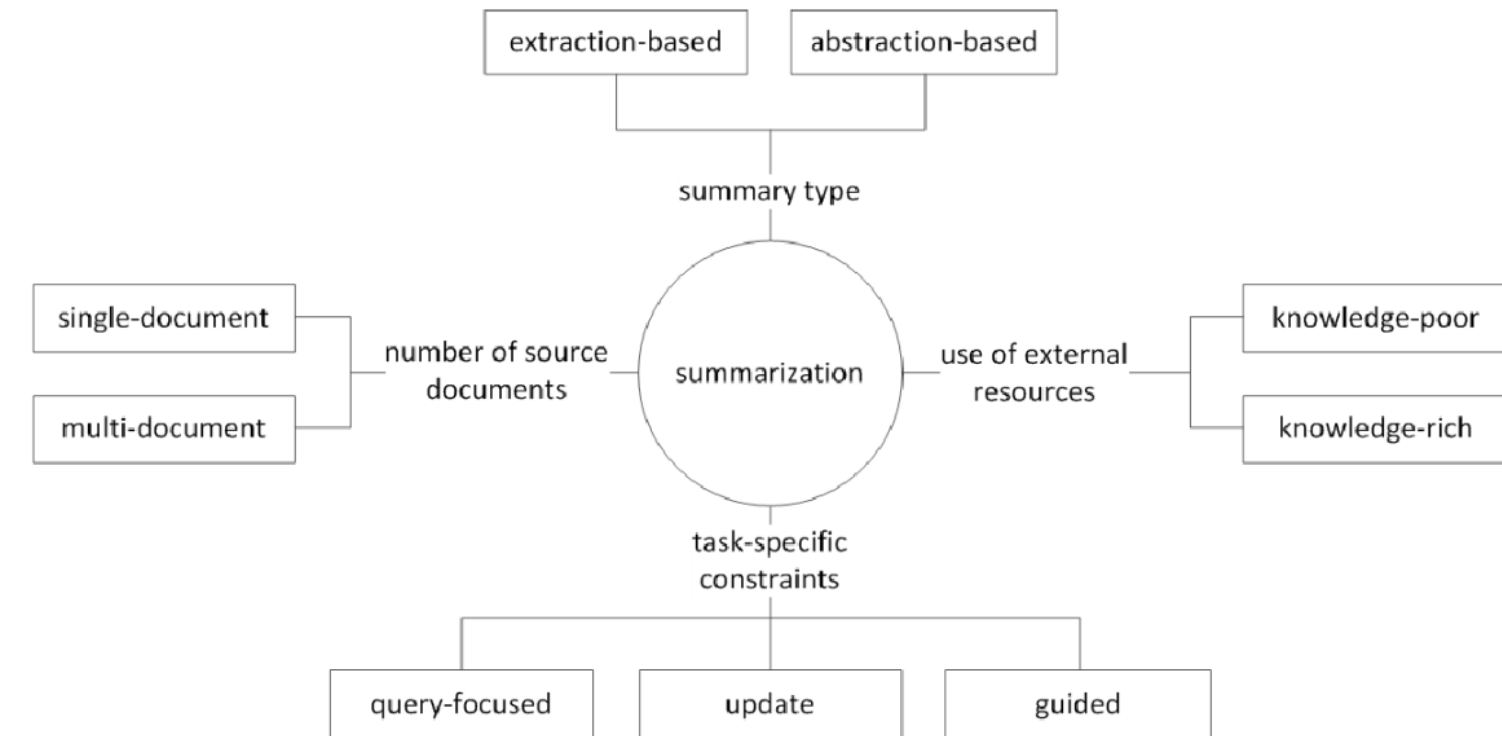 extraction-based
abstraction-based
summary type
single-document
multi-document
number of source
documents
summarization
use of external
resources
knowledge-poor
knowledge-rich
task-specific
constraints
query-focused
update
guided